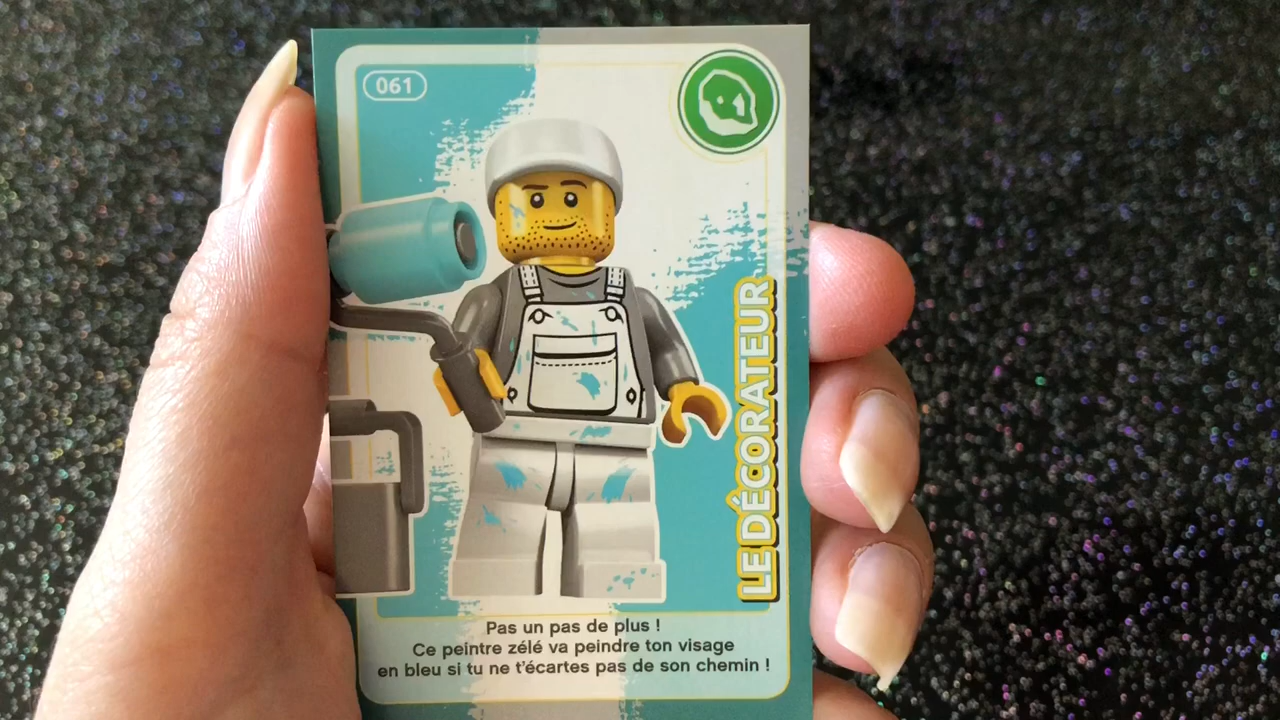 061
LE DÉCORATEUR
Pas un pas de plus !
Ce peintre zélé va peindre ton visage
en bleu si tu ne t'écartes pas de son chemin !